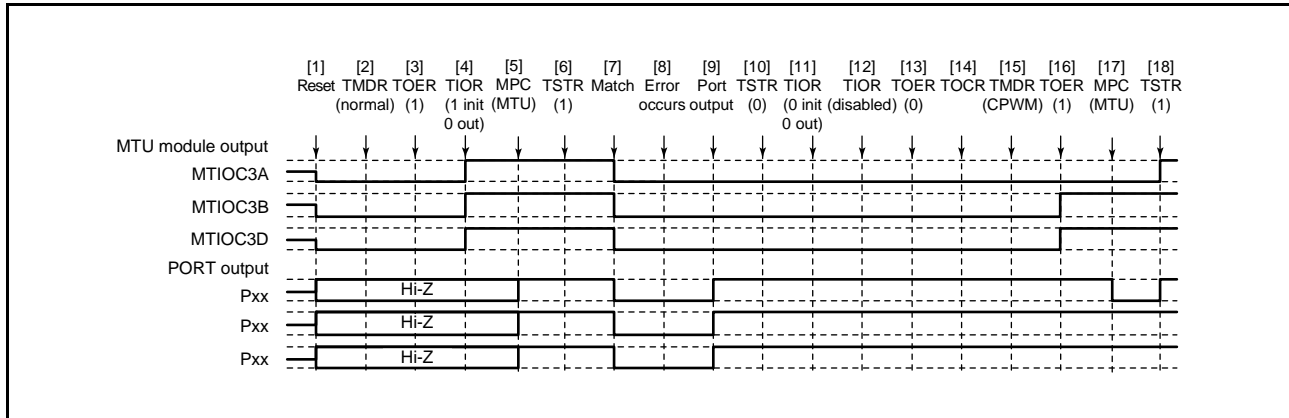 [1] [2] [3] [4] [5] [6] [7] [8] [9] [10] [11] [12] [13] [14] [15] [16] [17] [18]
Reset TMDR TOER TIOR MPC TSTR Match Error Port TSTR TIOR TIOR TOER TOCR TMDR TOER MPC TSTR
(normal) (1) (1 init (MTU) (1) occurs output (0) (0 init (disabled) (0) (CPWM) (1) (MTU) (1)
0 out) 0 out)
MTU module output
MTIOC3A
MTIOC3B
MTIOC3D
PORT output
Pxx Hi-Z
Pxx Hi-Z
Pxx Hi-Z